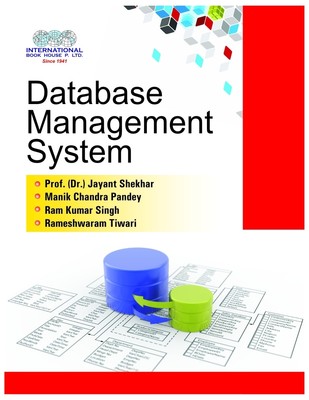 INTERNATIONAL
BOOK HOUSE P. LTD.
Since 1941
Database
Management
System
Prof. (Dr.) Jayant Shekhar
Manik Chandra Pandey
Ram Kumar Singh
Rameshwaram Tiwari